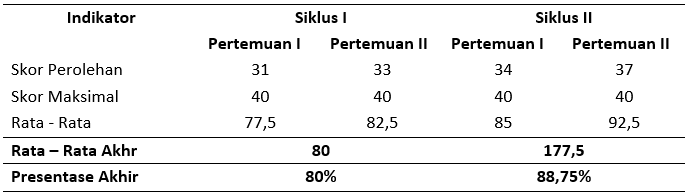 Indikator Siklus I Siklus II
Pertemuan I Pertemuan II Pertemuan I Pertemuan II
Skor Perolehan 31 33 34 37
Skor Maksimal 40 40 40 40
Rata - Rata 77,5 82,5 85 92,5
Rata – Rata Akhr 80 177,5
Presentase Akhir 80% 88,75%